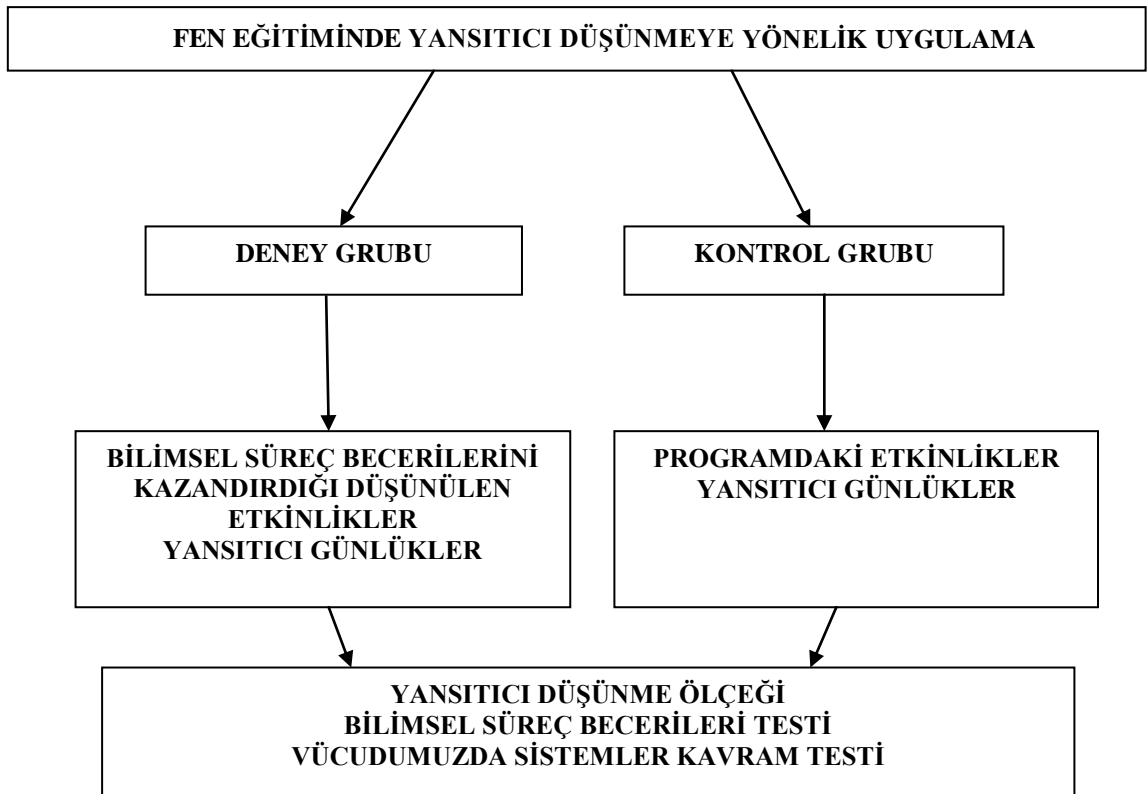 FEN EĞİTİMİNDE YANSITICI DÜŞÜNMEYE YÖNELİK UYGULAMA
DENEY GRUBU
KONTROL GRUBU
BİLİMSEL SÜREÇ BECERİLERİNİ
KAZANDIRDIĞI DÜŞÜNÜLEN
ETKİNLİKLER
YANSITICI GÜNLÜKLER
PROGRAMDAKİ ETKİNLİKLER
YANSITICI GÜNLÜKLER
YANSITICI DÜŞÜNME ÖLÇEĞİ
BİLİMSEL SÜREÇ BECERİLERİ TESTİ
VÜCUDUMUZDA SİSTEMLER KAVRAM TESTİ